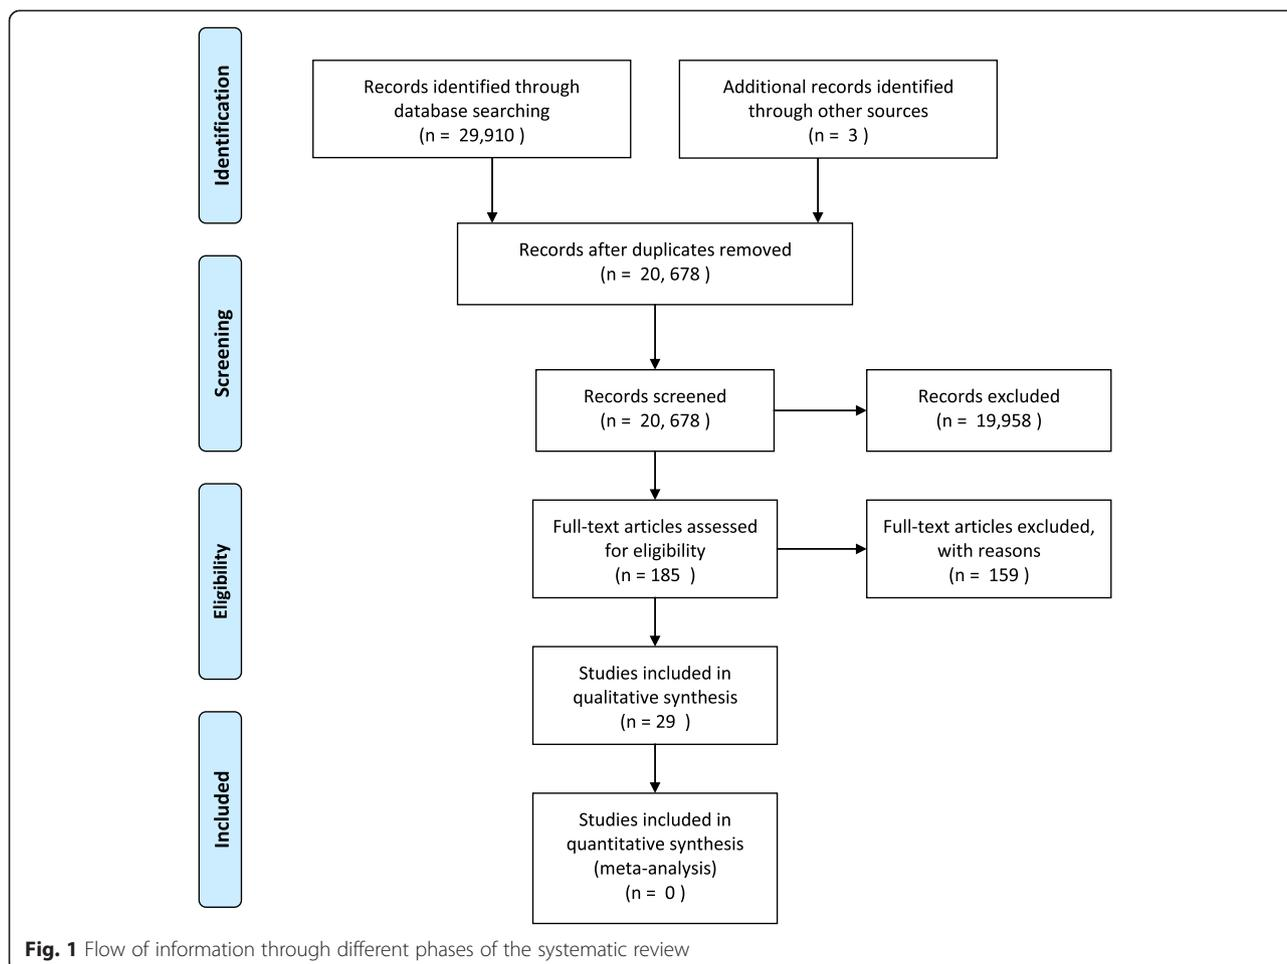 Identification
Records identified through
database searching
(n = 29,910 )
Additional records identified
through other sources
(n = 3 )
Records after duplicates removed
(n = 20, 678 )
Screening
Records screened
(n = 20, 678 )
Records excluded
(n = 19,958 )
Eligibility
Full-text articles assessed
for eligibility
(n = 185 )
Full-text articles excluded,
with reasons
(n = 159 )
Studies included in
qualitative synthesis
(n = 29 )
Included
Studies included in
quantitative synthesis
(meta-analysis)
(n = 0 )
Fig. 1 Flow of information through different phases of the systematic review